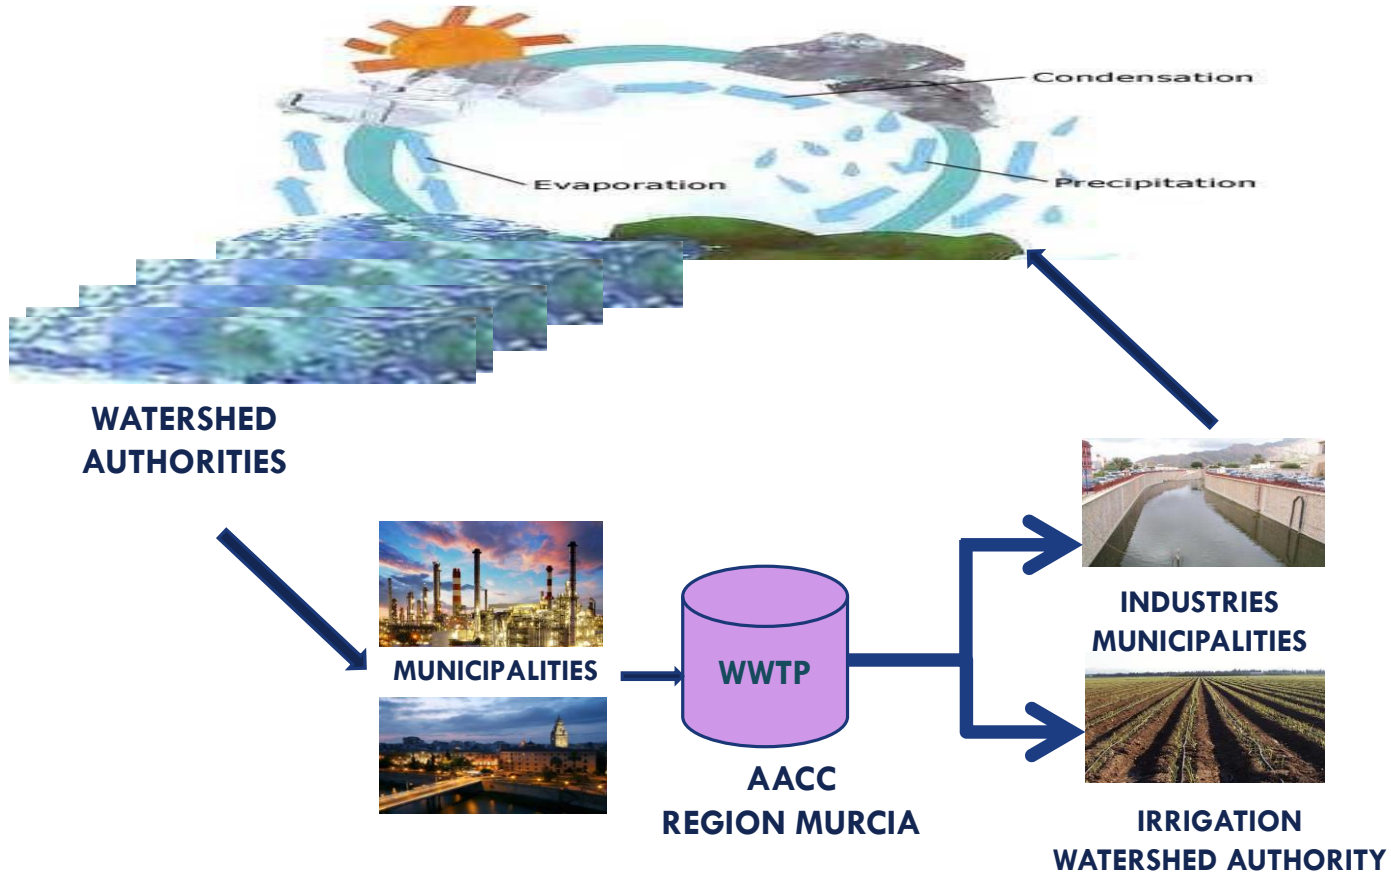 Condensation
Evaporation
Precipitation
WATERSHED
AUTHORITIES
MUNICIPALITIES
WWTP
AACC
REGION MURCIA
INDUSTRIES
MUNICIPALITIES
IRRIGATION
WATERSHED AUTHORITY